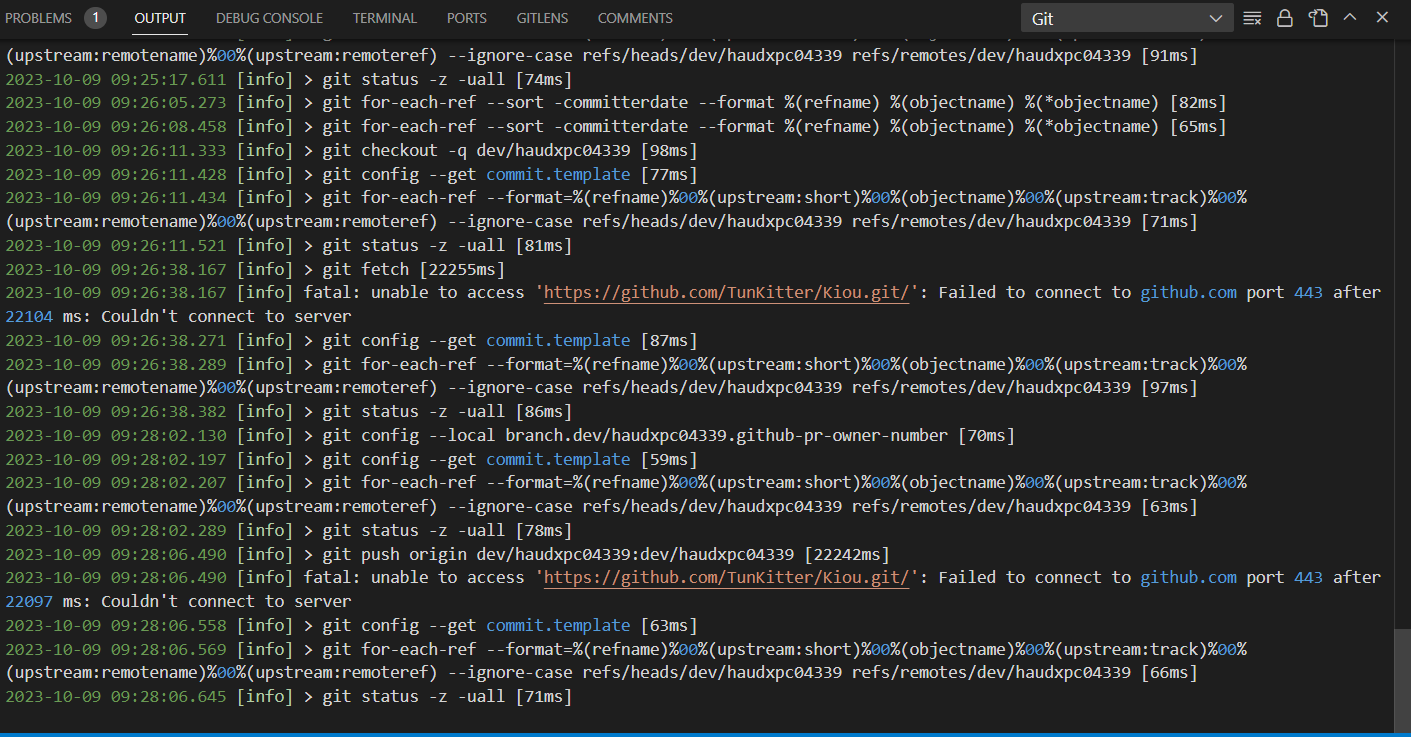 PROBLEMS 1 OUTPUT DEBUG CONSOLE TERMINAL PORTS GITLENS COMMENTS Git
(upstream:remotename)%00%(upstream:remoteref) --ignore-case refs/heads/dev/haudxpc04339 refs/remotes/dev/haudxpc04339 [91ms]
2023-10-09 09:25:17.611 [info] > git status -z -uall [74ms]
2023-10-09 09:26:05.273 [info] > git for-each-ref --sort -committerdate --format %(refname) %(objectname) %(*objectname) [82ms]
2023-10-09 09:26:08.458 [info] > git for-each-ref --sort -committerdate --format %(refname) %(objectname) %(*objectname) [65ms]
2023-10-09 09:26:11.333 [info] > git checkout -q dev/haudxpc04339 [98ms]
2023-10-09 09:26:11.428 [info] > git config --get commit.template [77ms]
2023-10-09 09:26:11.434 [info] > git for-each-ref --format=%(refname)%00%(upstream:short)%00%(objectname)%00%(upstream:track)%00%
(upstream:remotename)%00%(upstream:remoteref) --ignore-case refs/heads/dev/haudxpc04339 refs/remotes/dev/haudxpc04339 [71ms]
2023-10-09 09:26:11.521 [info] > git status -z -uall [81ms]
2023-10-09 09:26:38.167 [info] > git fetch [22255ms]
2023-10-09 09:26:38.167 [info] fatal: unable to access 'https://github.com/TunKitter/Kiou.git/': Failed to connect to github.com port 443 after
22104 ms: Couldn't connect to server
2023-10-09 09:26:38.271 [info] > git config --get commit.template [87ms]
2023-10-09 09:26:38.289 [info] > git for-each-ref --format=%(refname)%00%(upstream:short)%00%(objectname)%00%(upstream:track)%00%
(upstream:remotename)%00%(upstream:remoteref) --ignore-case refs/heads/dev/haudxpc04339 refs/remotes/dev/haudxpc04339 [97ms]
2023-10-09 09:26:38.382 [info] > git status -z -uall [86ms]
2023-10-09 09:28:02.130 [info] > git config --local branch.dev/haudxpc04339.github-pr-owner-number [70ms]
2023-10-09 09:28:02.197 [info] > git config --get commit.template [59ms]
2023-10-09 09:28:02.207 [info] > git for-each-ref --format=%(refname)%00%(upstream:short)%00%(objectname)%00%(upstream:track)%00%
(upstream:remotename)%00%(upstream:remoteref) --ignore-case refs/heads/dev/haudxpc04339 refs/remotes/dev/haudxpc04339 [63ms]
2023-10-09 09:28:02.289 [info] > git status -z -uall [78ms]
2023-10-09 09:28:06.490 [info] > git push origin dev/haudxpc04339:dev/haudxpc04339 [22242ms]
2023-10-09 09:28:06.490 [info] fatal: unable to access 'https://github.com/TunKitter/Kiou.git/': Failed to connect to github.com port 443 after
22097 ms: Couldn't connect to server
2023-10-09 09:28:06.558 [info] > git config --get commit.template [63ms]
2023-10-09 09:28:06.569 [info] > git for-each-ref --format=%(refname)%00%(upstream:short)%00%(objectname)%00%(upstream:track)%00%
(upstream:remotename)%00%(upstream:remoteref) --ignore-case refs/heads/dev/haudxpc04339 refs/remotes/dev/haudxpc04339 [66ms]
2023-10-09 09:28:06.645 [info] > git status -z -uall [71ms]